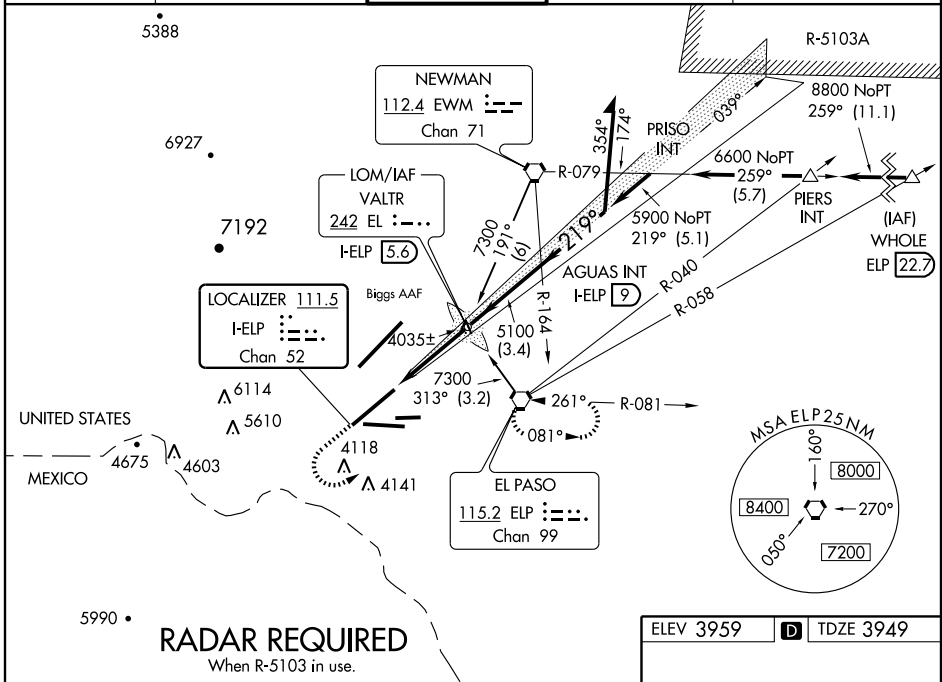 5388
R-5103A
NEWMAN
112.4 EWM
Chan 71
8800 NoPT
259° (11.1)
039°
354°
174°
PRISO
INT
6927
R-079
6600 NoPT
259°
(5.7)
LOM/IAF
VALTR
242 EL
I-ELP 5.6
PIERS
INT
(IAF)
WHOLE
ELP 22.7
5900 NoPT
219° (5.1)
219°
7300
191°
(6)
7192
AGUAS INT
I-ELP 9
R-040
R-058
R-164
LOCALIZER 111.5
I-ELP
Chan 52
Biggs AAF
4035±
5100
(3.4)
7300
313° (3.2)
6114
5610
261°
R-081
081°
UNITED STATES
MEXICO
4675
4603
4118
4141
EL PASO
115.2 ELP
Chan 99
MSA ELP 25 NM
160°
8000
8400
270°
050°
7200
5990
RADAR REQUIRED
When R-5103 in use.
ELEV 3959 D TDZE 3949